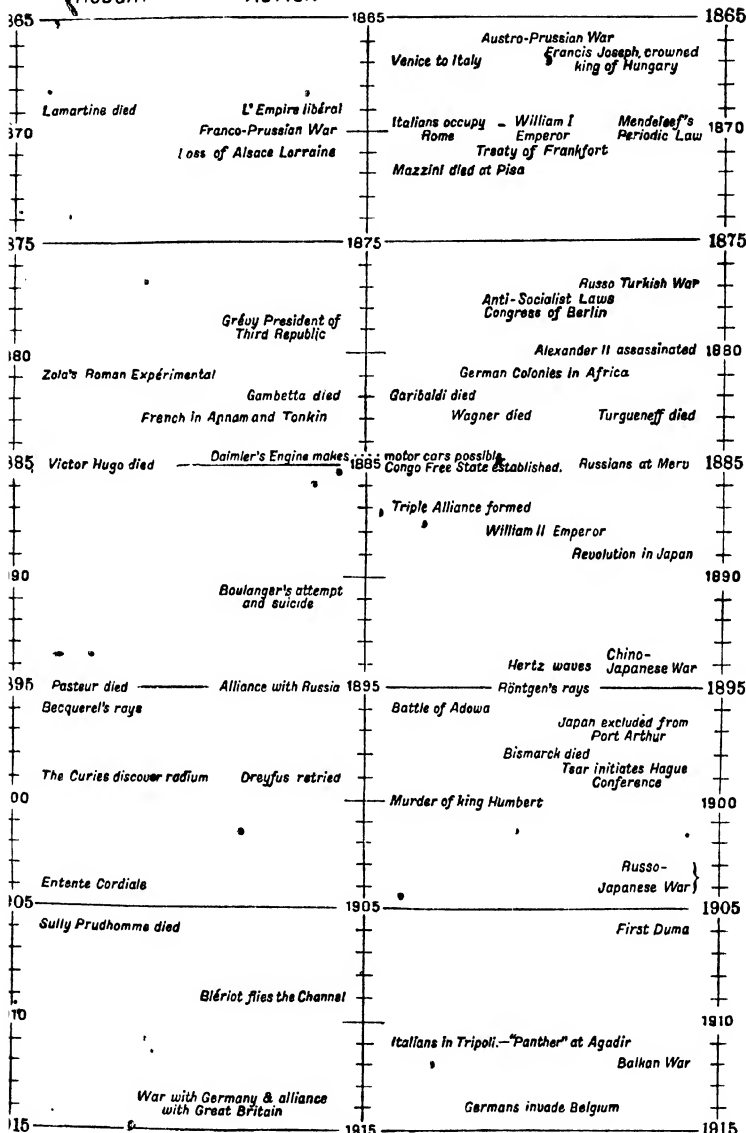 ACTION
1865 1865
Austro-Prussian War
Venice to Italy
Francis Joseph, crowned
king of Hungary
Lamartine died
L'Empire libéral
Franco-Prussian War
Italians occupy
Rome
William I
Emperor
Mendeleef's
Periodic Law
1870
Loss of Alsace Lorraine
Treaty of Frankfort
Mazzini died at Pisa
1875 1875
Russo Turkish War
Anti-Socialist Laws
Congress of Berlin
Grévy President of
Third Republic
Alexander II assassinated
1880
Zola's Roman Expérimental
German Colonies in Africa
Gambetta died
Garibaldi died
French in Annam and Tonkin
Wagner died
Turgueneff died
Victor Hugo died
Daimler's Engine makes .... motor cars possible
1885
Congo Free State established.
Russians at Merv
1885
Triple Alliance formed
William II Emperor
Revolution in Japan
1890
Boulanger's attempt
and suicide
Hertz waves
Chino-
Japanese War
895
Pasteur died
Alliance with Russia
1895
Röntgen's rays
1895
Becquerel's rays
Battle of Adowa
Japan excluded from
Port Arthur
Bismarck died
The Curies discover radium
Dreyfus retried
Tsar initiates Hague
Conference
00
Murder of king Humbert
1900
Russo-
Japanese War
Entente Cordiale
905
1905
1905
Sully Prudhomme died
First Duma
Blériot flies the Channel
910
1910
Italians in Tripoli.—"Panther" at Agadir
Balkan War
War with Germany & alliance
with Great Britain
Germans invade Belgium
915
1915
1915